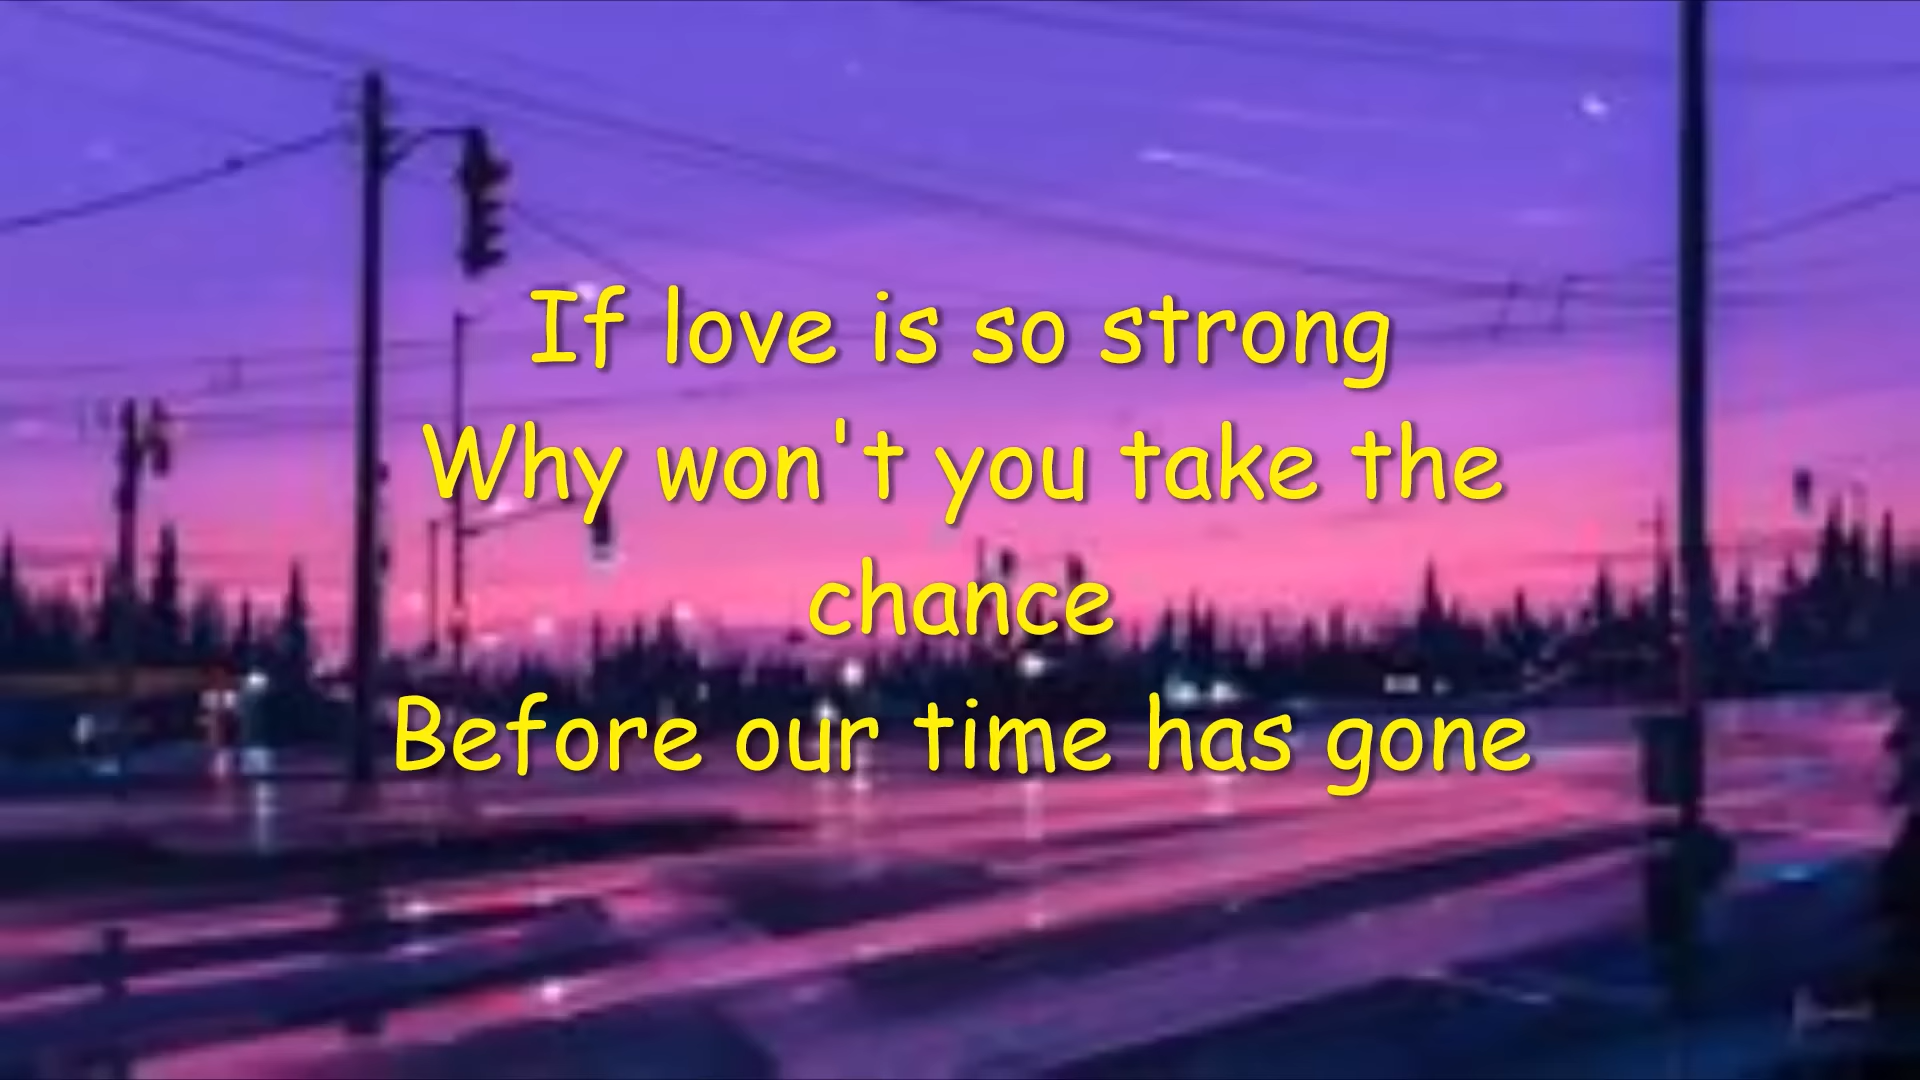 If love is so strong
Why won't you take the
chance
Before our time has gone